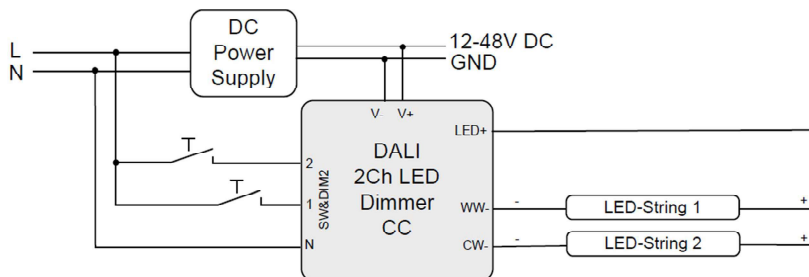 DC
Power
Supply
L
N
12-48V DC
GND
V-
V+
LED+
DALI
2Ch LED
Dimmer
CC
SW&DIM2
2
1
N
T
T
WW-
CW-
-
LED-String 1
+
-
LED-String 2
+